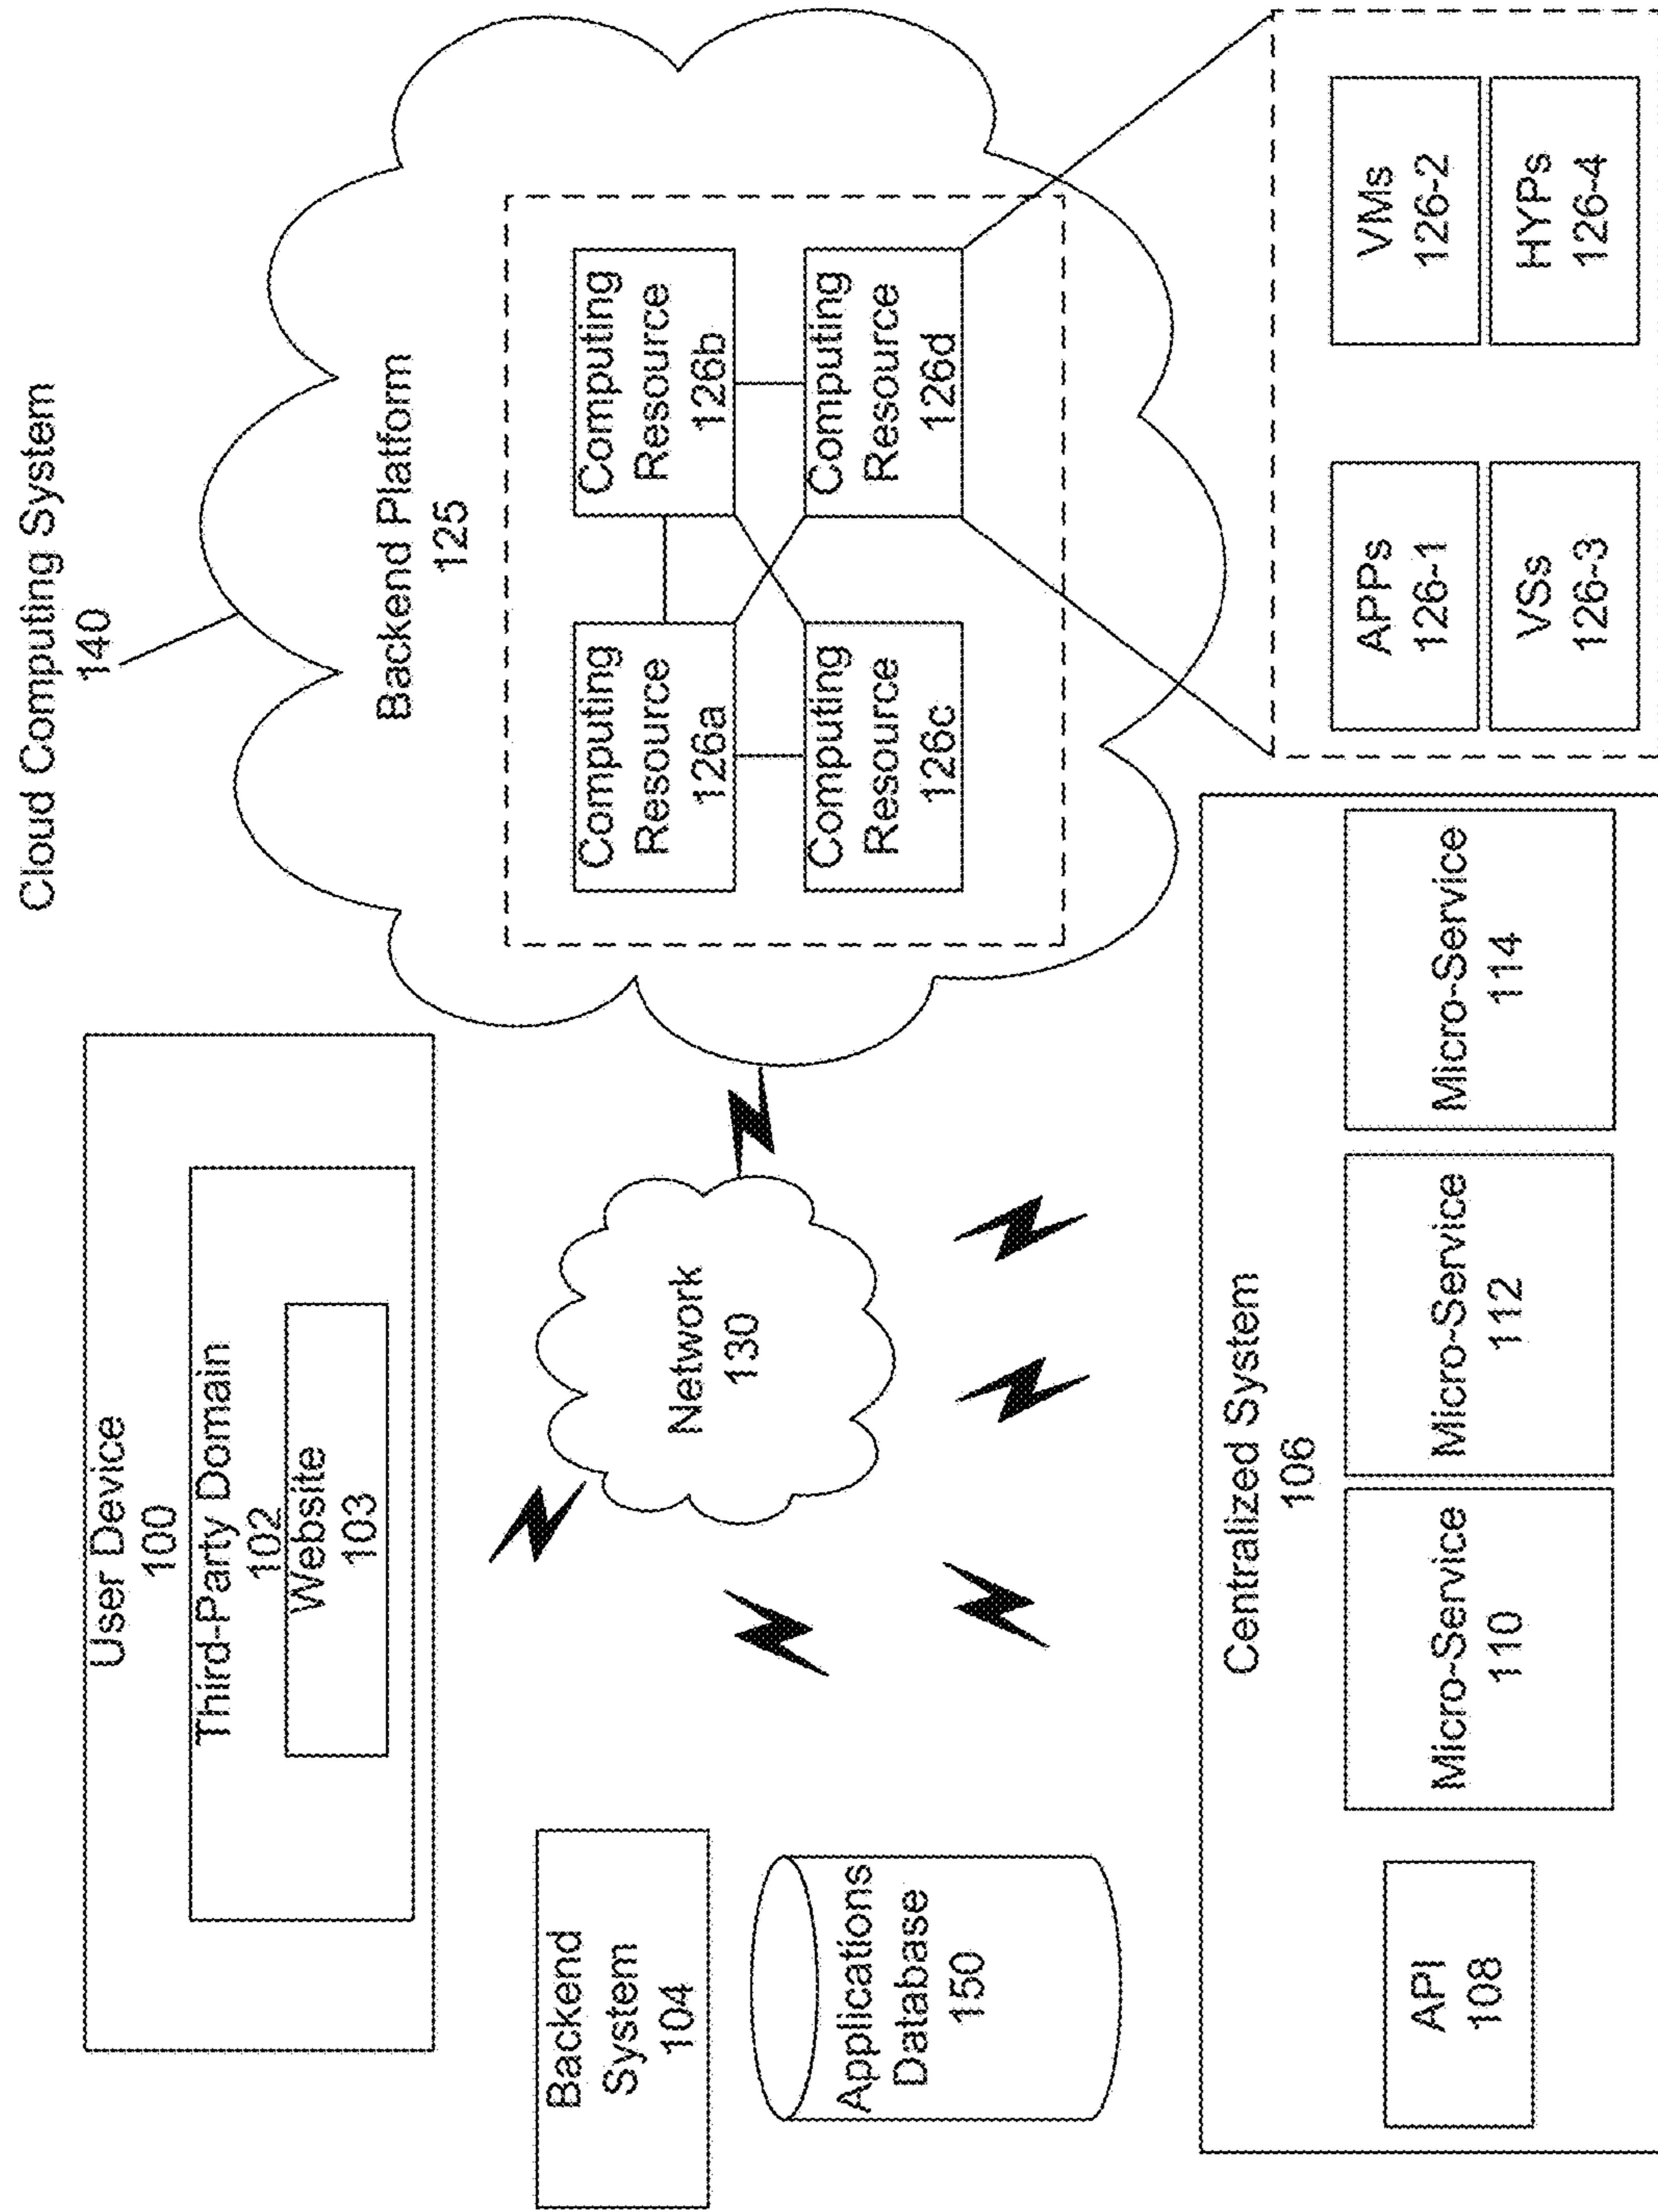 User Device
100
Third-Party Domain
102
Website
103
Cloud Computing System
140
Backend Platform
125
Computing
Resource
126a
Computing
Resource
126b
Computing
Resource
126c
Computing
Resource
126d
Backend
System
104
Network
130
Applications
Database
150
Centralized System
106
API
108
Micro-Service
110
Micro-Service
112
Micro-Service
114
APPs
126-1
VMs
126-2
VSs
126-3
HYPs
126-4